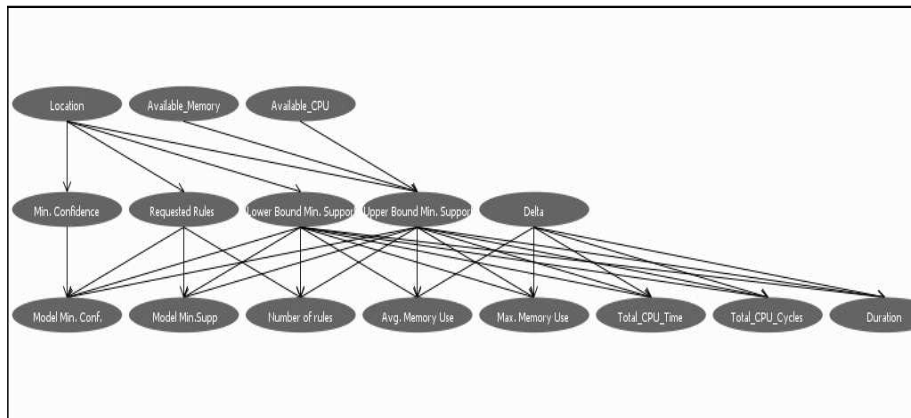 Location
Available_Memory
Available_CPU
Min. Confidence
Requested Rules
Lower Bound Min. Suppor
Upper Bound Min. Suppor
Delta
Model Min. Conf.
Model Min.Supp
Number of rules
Avg. Memory Use
Max. Memory Use
Total_CPU_Time
Total_CPU_Cycles
Duration